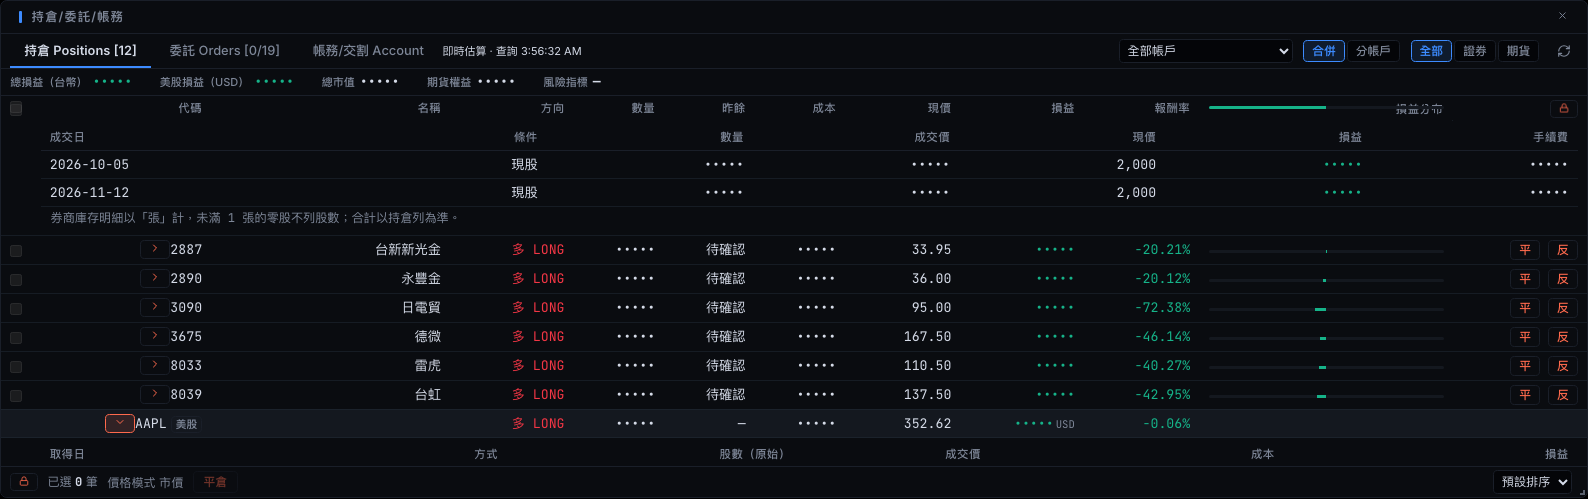 持倉/委託/帳務 ×
持倉 Positions [12] 委託 Orders [0/19] 帳務/交割 Account 即時估算 · 查詢 3:56:32 AM 全部帳戶 合併 分帳戶 全部 證券 期貨
總損益 (台幣) ••••• 美股損益 (USD) ••••• 總市值 ••••• 期貨權益 ••••• 風險指標 —
代碼 名稱 方向 數量 昨餘 成本 現價 損益 報酬率 損益分布
成交日 條件 數量 成交價 現價 損益 手續費
2026-10-05 現股 ••••• ••••• 2,000 ••••• •••••
2026-11-12 現股 ••••• ••••• 2,000 ••••• •••••
券商庫存明細以「張」計，未滿 1 張的零股不列股數；合計以持倉列為準。
2887 台新新光金 多 LONG ••••• 待確認 ••••• 33.95 ••••• -20.21% 平 反
2890 永豐金 多 LONG ••••• 待確認 ••••• 36.00 ••••• -20.12% 平 反
3090 日電貿 多 LONG ••••• 待確認 ••••• 95.00 ••••• -72.38% 平 反
3675 德微 多 LONG ••••• 待確認 ••••• 167.50 ••••• -46.14% 平 反
8033 雷虎 多 LONG ••••• 待確認 ••••• 110.50 ••••• -40.27% 平 反
8039 台虹 多 LONG ••••• 待確認 ••••• 137.50 ••••• -42.95% 平 反
AAPL 美股 多 LONG ••••• — ••••• 352.62 ••••• USD -0.06%
取得日 方式 股數 (原始) 成交價 成本 損益
已選 0 筆 價格模式 市價 平倉 預設排序